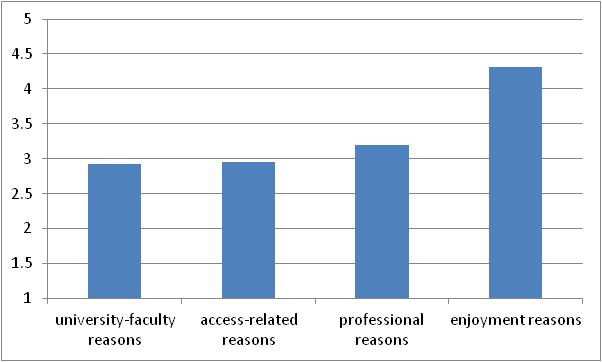 5
4.5
4
3.5
3
2.5
2
1.5
1
university-faculty reasons
access-related reasons
professional reasons
enjoyment reasons